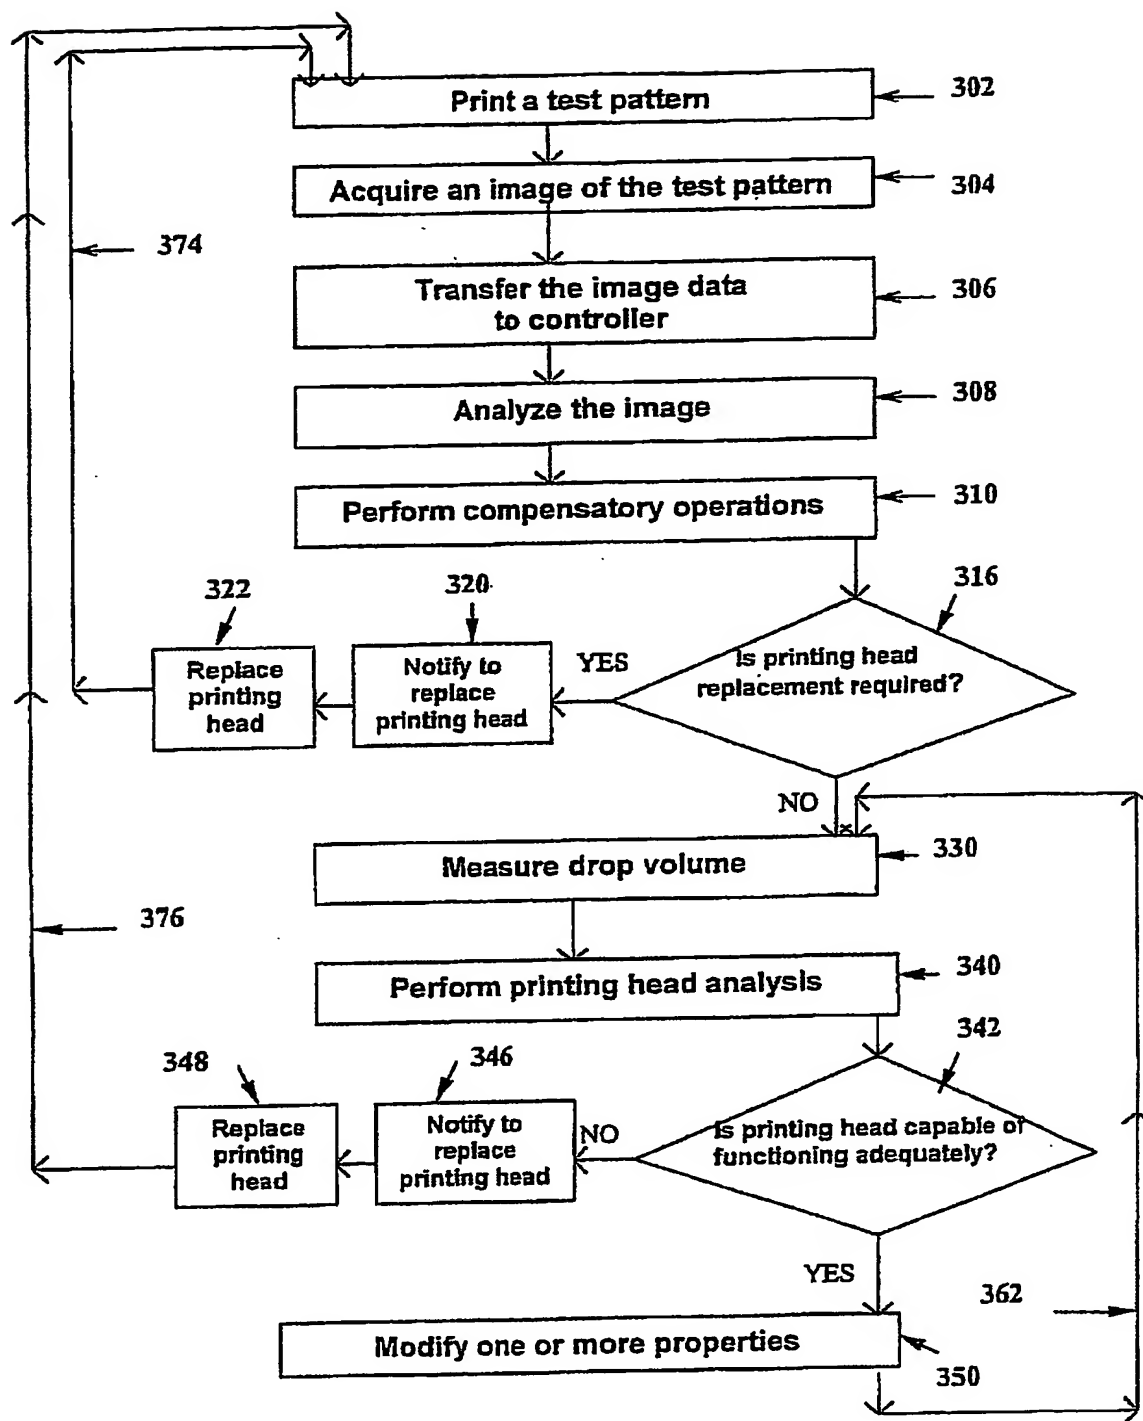 Print a test pattern
302
Acquire an image of the test pattern
304
374
Transfer the image data
to controller
306
Analyze the image
308
Perform compensatory operations
310
322
320
316
Replace
printing
head
Notify to
replace
printing head
YES
Is printing head
replacement required?
NO
Measure drop volume
330
376
Perform printing head analysis
340
342
348
346
Replace
printing
head
Notify to
replace
printing head
NO
Is printing head capable of
functioning adequately?
YES
362
Modify one or more properties
350